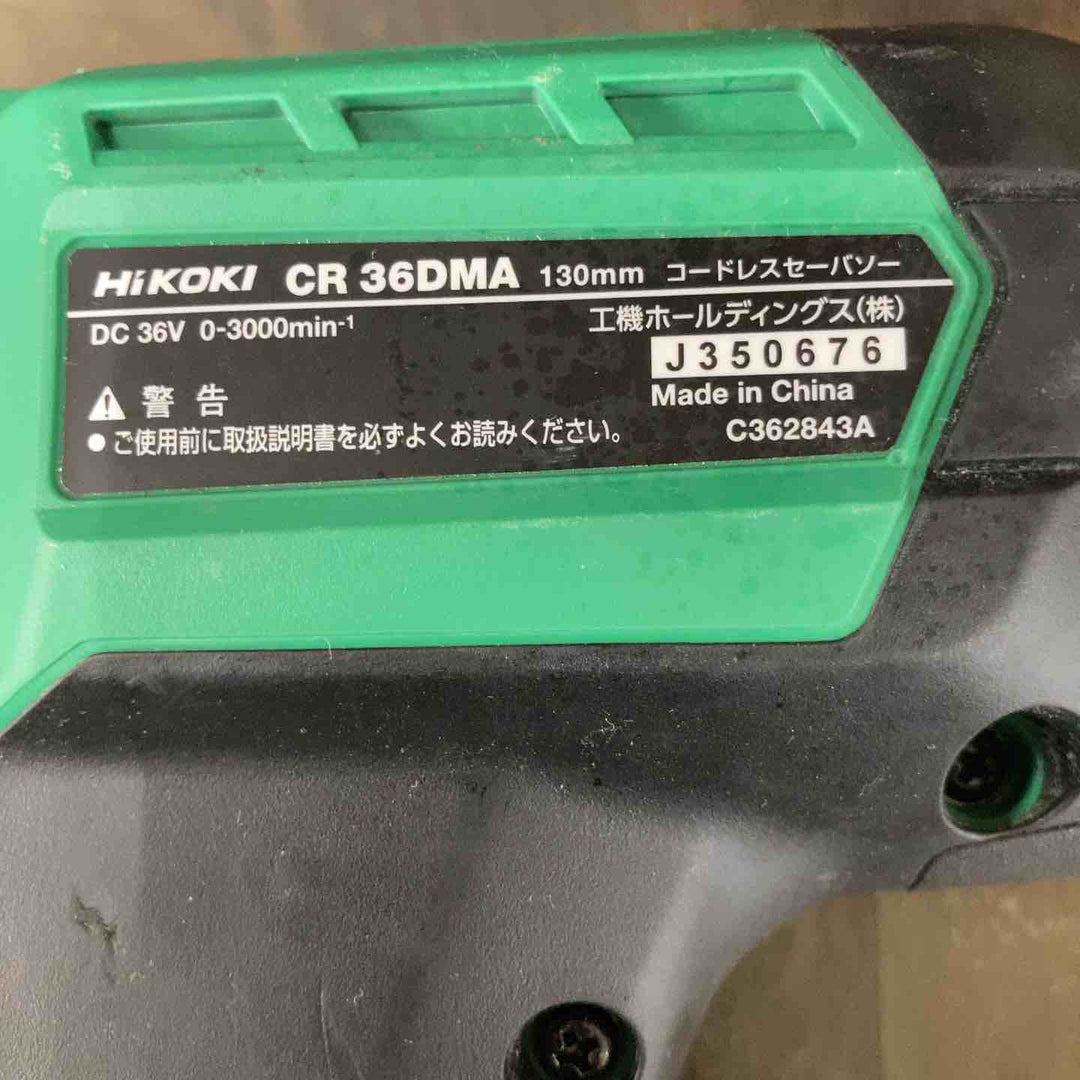 HiKOKI CR 36DMA 130mm コードレスセーバソー
DC 36V 0-3000min-1
工機ホールディングス(株)
J350676
Made in China
C362843A
警告
●ご使用前に取扱説明書を必ずよくお読みください。